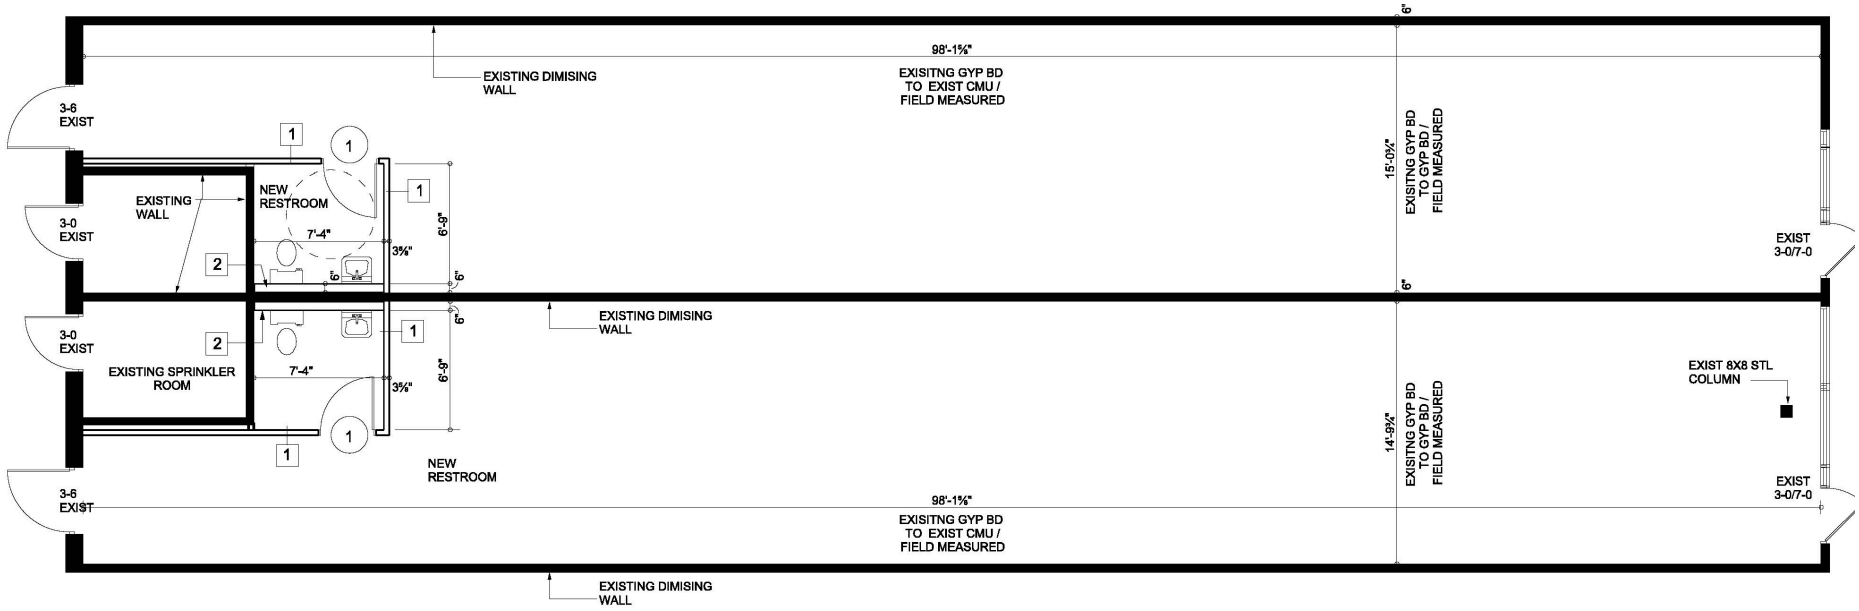 6"
98'-1⅝"
EXISTING DIMISING
WALL
EXISITNG GYP BD
TO EXIST CMU /
FIELD MEASURED
3-6
EXIST
1
1
15'-0¾"
EXISITNG GYP BD
TO GYP BD /
FIELD MEASURED
NEW
RESTROOM
1
EXISTING
WALL
3-0
EXIST
7'-4"
6'-9"
3⅝"
EXIST
3-0/7-0
2
6"
6"
6"
EXISTING DIMISING
WALL
6"
1
3-0
EXIST
2
EXISTING SPRINKLER
ROOM
7'-4"
6'-9"
3⅝"
EXIST 8X8 STL
COLUMN
14'-9¾"
EXISITNG GYP BD
TO GYP BD /
FIELD MEASURED
1
1
NEW
RESTROOM
3-6
EXIST
98'-1⅝"
EXISITNG GYP BD
TO EXIST CMU /
FIELD MEASURED
EXIST
3-0/7-0
EXISTING DIMISING
WALL